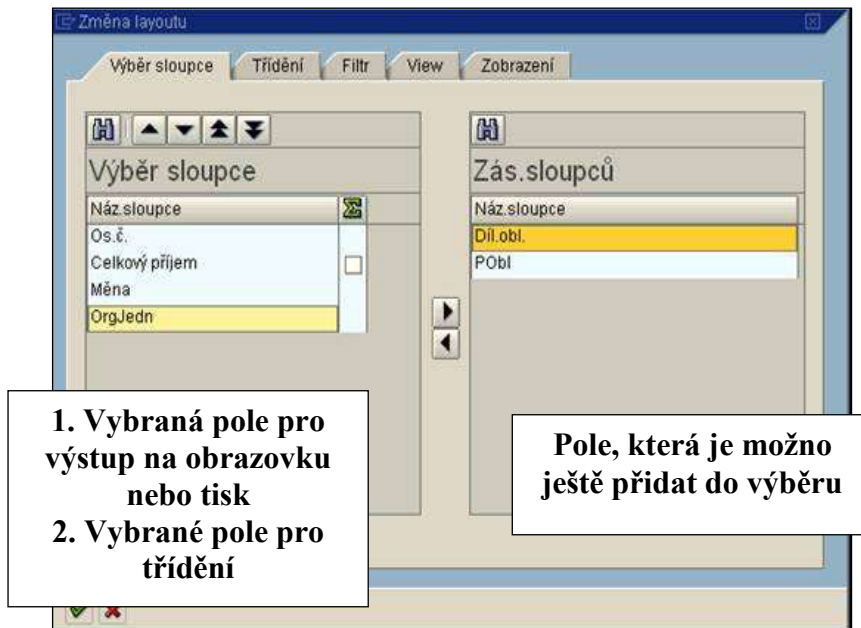 Změna layoutu
Výběr sloupce
Třídění
Filtr
View
Zobrazení
Výběr sloupce
Náz.sloupce
Os.č.
Celkový příjem
Měna
OrgJedn
Zás.sloupců
Náz.sloupce
Díl.obl.
PObl
1. Vybraná pole pro
výstup na obrazovku
nebo tisk
2. Vybrané pole pro
třídění
Pole, která je možno
ještě přidat do výběru